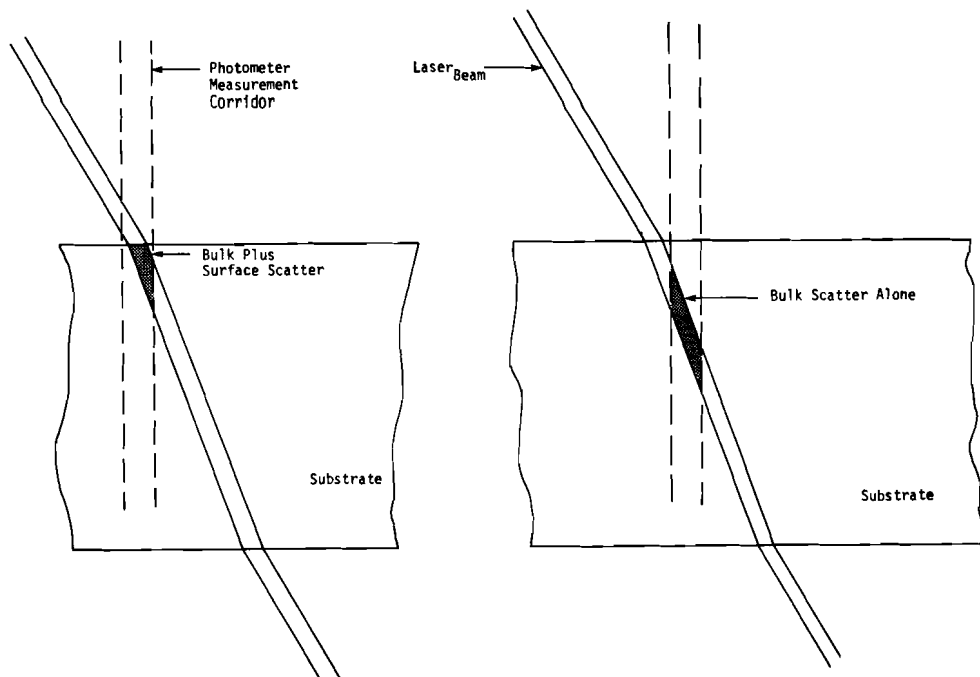 Photometer
Measurement
Corridor
Bulk Plus
Surface Scatter
Substrate
Laser Beam
Bulk Scatter Alone
Substrate